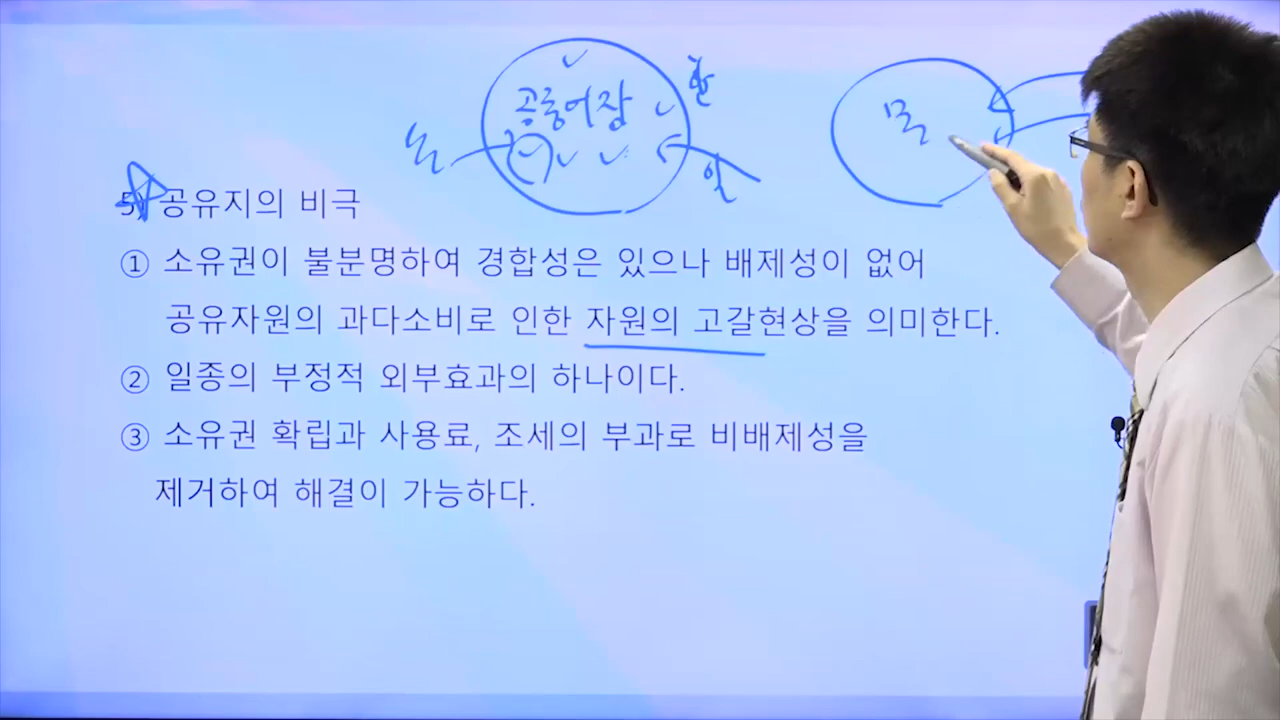 공동어장
한
일
5) 공유지의 비극
① 소유권이 불분명하여 경합성은 있으나 배제성이 없어
공유자원의 과다소비로 인한 자원의 고갈현상을 의미한다.
② 일종의 부정적 외부효과의 하나이다.
③ 소유권 확립과 사용료, 조세의 부과로 비배제성을
제거하여 해결이 가능하다.